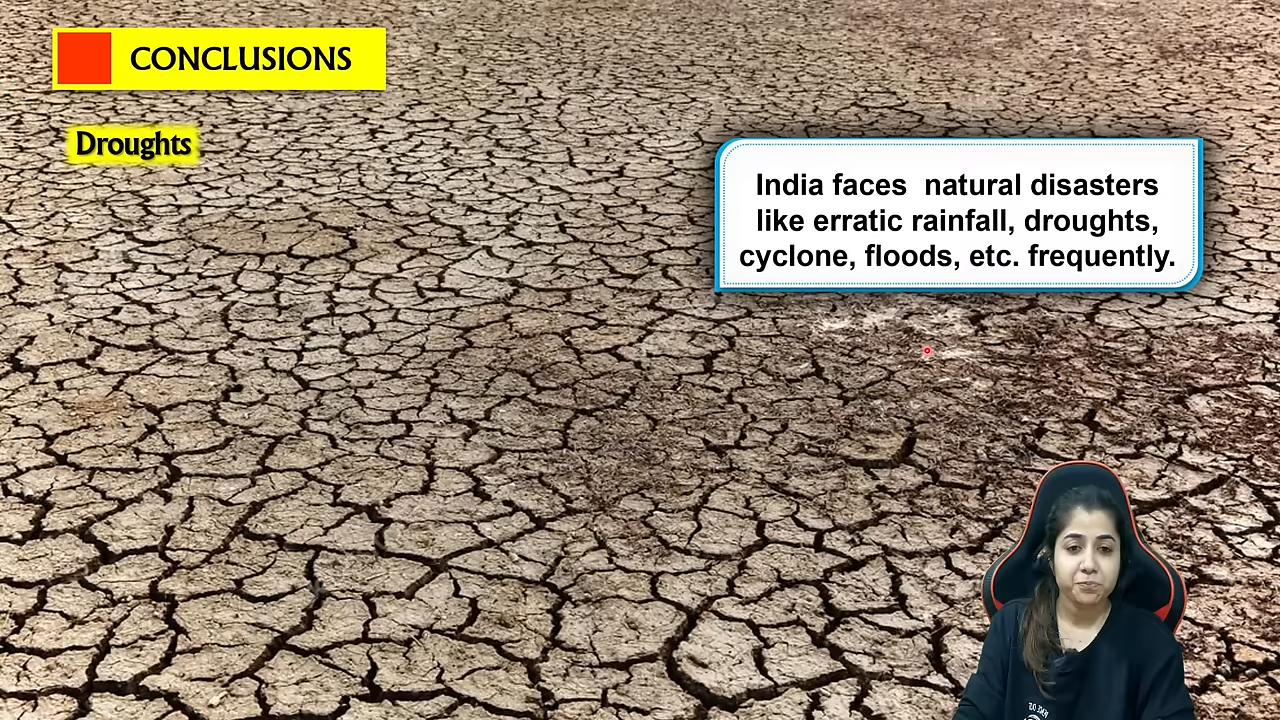 CONCLUSIONS
Droughts
India faces  natural disasters
like erratic rainfall, droughts,
cyclone, floods, etc. frequently.